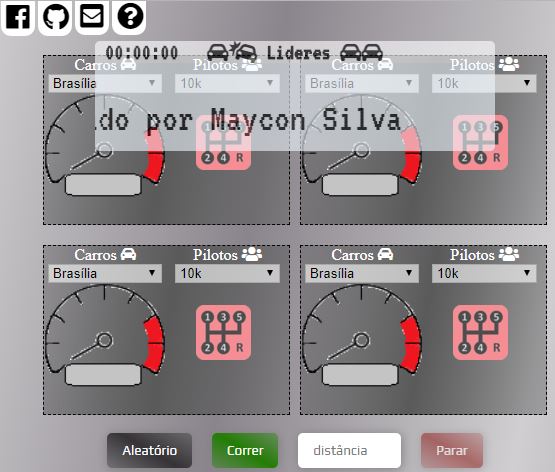 00:00:00 Lideres
Carros Pilotos Carros Pilotos
Brasília 10k Brasília 10k
do por Maycon Silva
1 3 5 1 3 5
2 4 R 2 4 R
Carros Pilotos Carros Pilotos
Brasília 10k Brasília 10k
1 3 5 1 3 5
2 4 R 2 4 R
Aleatório Correr distância Parar